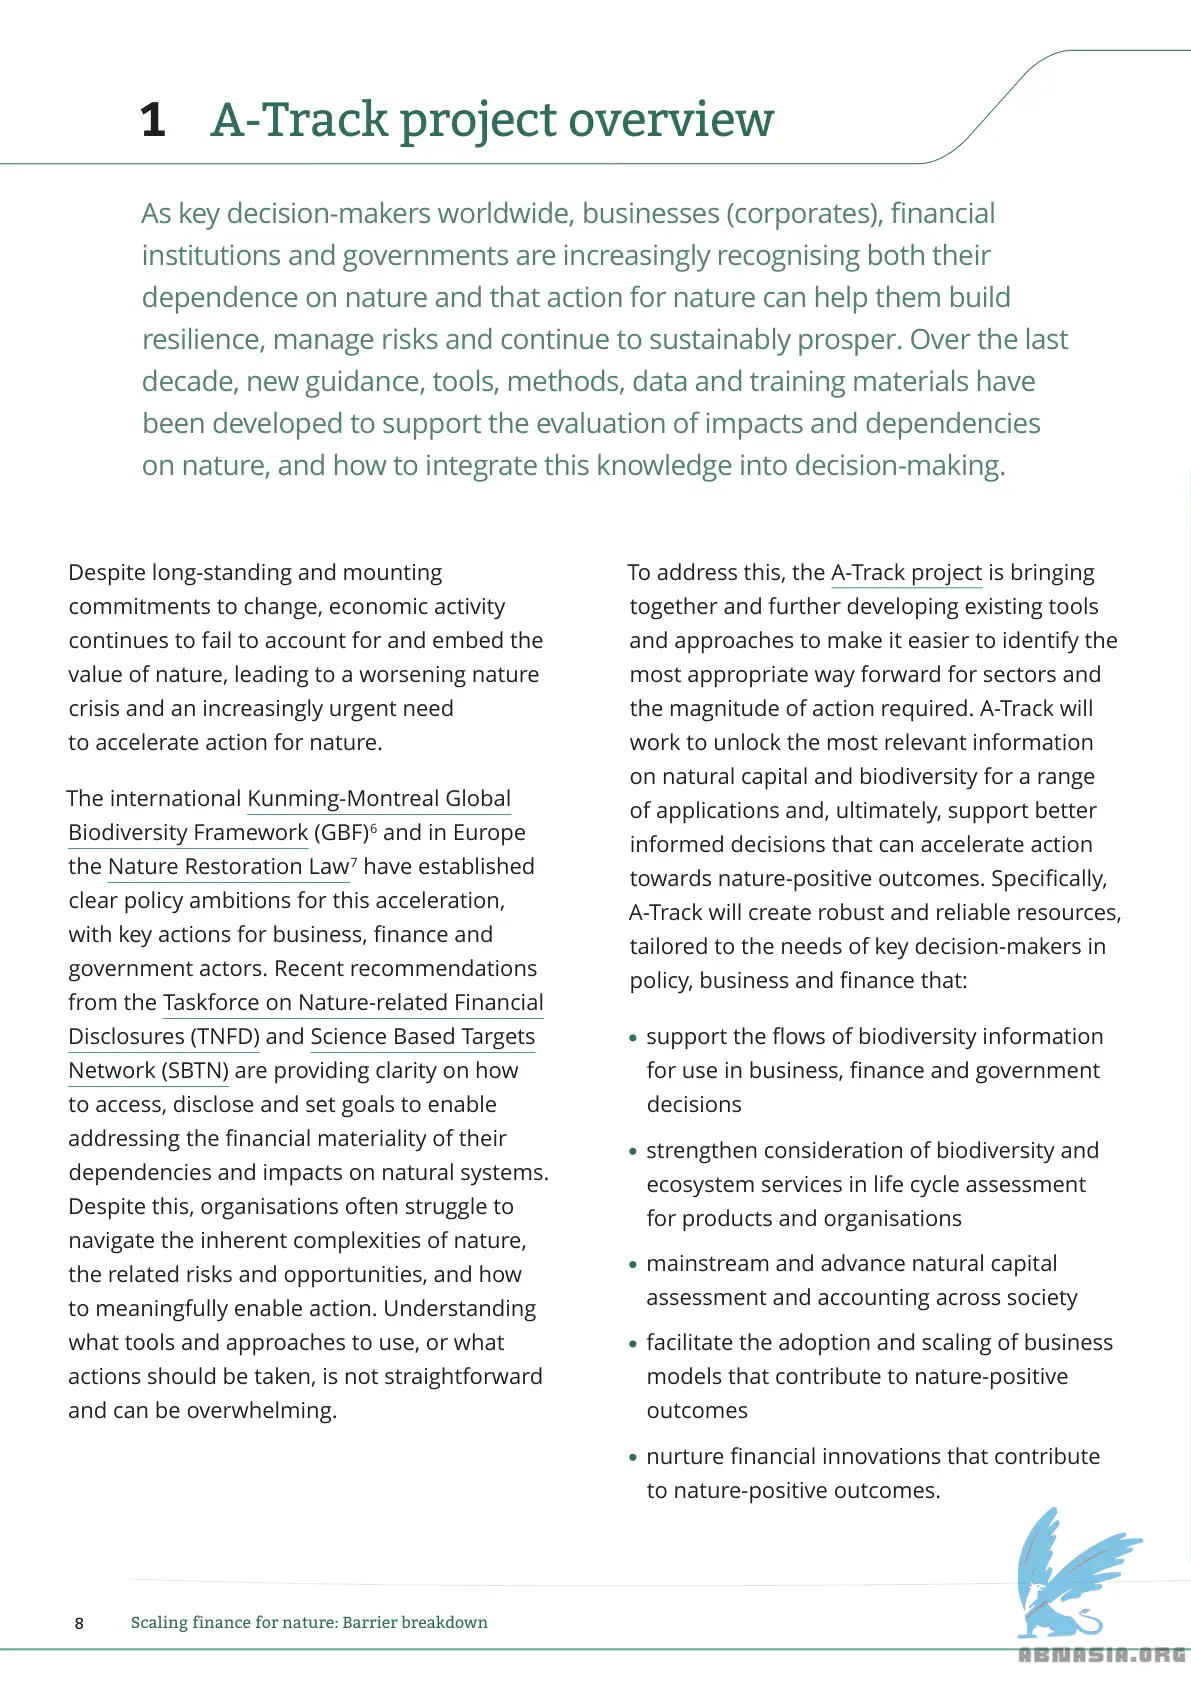 1 A-Track project overview
As key decision-makers worldwide, businesses (corporates), financial
institutions and governments are increasingly recognising both their
dependence on nature and that action for nature can help them build
resilience, manage risks and continue to sustainably prosper. Over the last
decade, new guidance, tools, methods, data and training materials have
been developed to support the evaluation of impacts and dependencies
on nature, and how to integrate this knowledge into decision-making.
Despite long-standing and mounting
commitments to change, economic activity
continues to fail to account for and embed the
value of nature, leading to a worsening nature
crisis and an increasingly urgent need
to accelerate action for nature.
The international Kunming-Montreal Global
Biodiversity Framework (GBF)6 and in Europe
the Nature Restoration Law7 have established
clear policy ambitions for this acceleration,
with key actions for business, finance and
government actors. Recent recommendations
from the Taskforce on Nature-related Financial
Disclosures (TNFD) and Science Based Targets
Network (SBTN) are providing clarity on how
to access, disclose and set goals to enable
addressing the financial materiality of their
dependencies and impacts on natural systems.
Despite this, organisations often struggle to
navigate the inherent complexities of nature,
the related risks and opportunities, and how
to meaningfully enable action. Understanding
what tools and approaches to use, or what
actions should be taken, is not straightforward
and can be overwhelming.
To address this, the A-Track project is bringing
together and further developing existing tools
and approaches to make it easier to identify the
most appropriate way forward for sectors and
the magnitude of action required. A-Track will
work to unlock the most relevant information
on natural capital and biodiversity for a range
of applications and, ultimately, support better
informed decisions that can accelerate action
towards nature-positive outcomes. Specifically,
A-Track will create robust and reliable resources,
tailored to the needs of key decision-makers in
policy, business and finance that:
• support the flows of biodiversity information
for use in business, finance and government
decisions
• strengthen consideration of biodiversity and
ecosystem services in life cycle assessment
for products and organisations
• mainstream and advance natural capital
assessment and accounting across society
• facilitate the adoption and scaling of business
models that contribute to nature-positive
outcomes
• nurture financial innovations that contribute
to nature-positive outcomes.
8 Scaling finance for nature: Barrier breakdown
ABNASIA.ORG